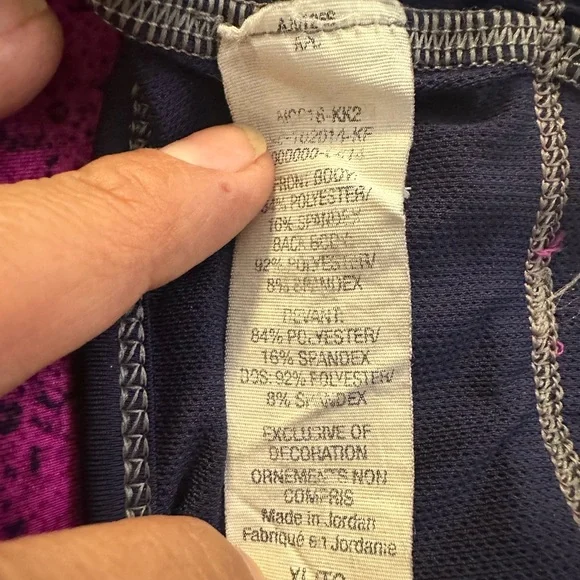 FRONT BODY:
84% POLYESTER/
16% SPANDEX
BACK BODY:
92% POLYESTER/
8% SPANDEX
DEVANT:
84% POLYESTER/
16% SPANDEX
DOS: 92% POLYESTER/
8% SPANDEX
EXCLUSIVE OF
DECORATION
ORNEMENTS NON
COMPRIS
Made in Jordan
Fabriqué en Jordanie